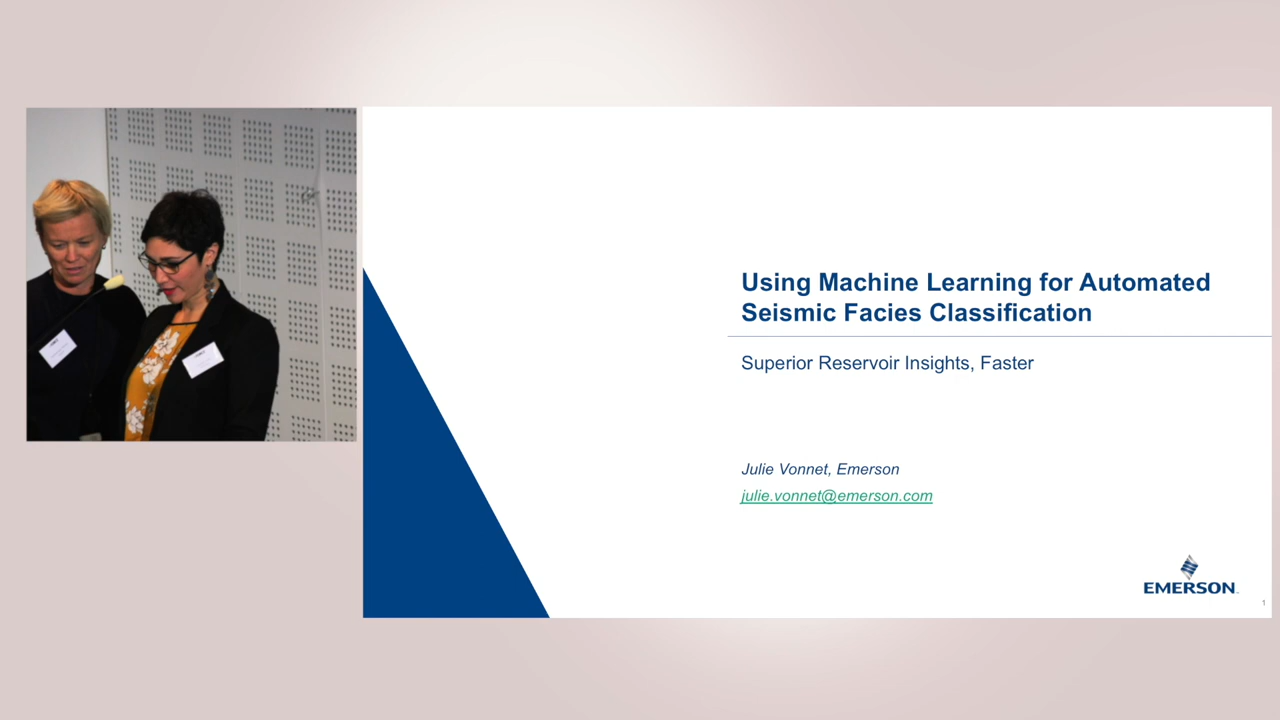 Using Machine Learning for Automated
Seismic Facies Classification
Superior Reservoir Insights, Faster
Julie Vonnet, Emerson
julie.vonnet@emerson.com
EMERSON
1